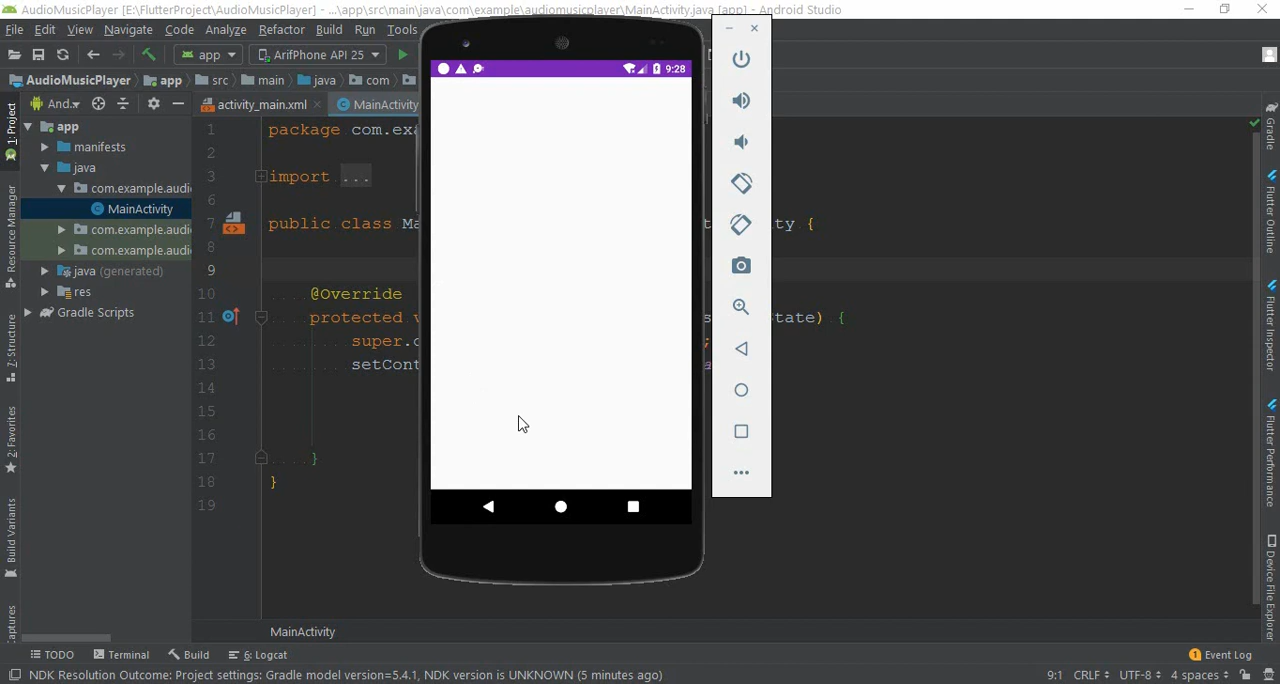 AudioMusicPlayer [E:\FlutterProject\AudioMusicPlayer] - ...\app\src\main\java\com\example\audiomusicplayer\MainActivity.java [app] - Android Studio
File Edit View Navigate Code Analyze Refactor Build Run Tools
app ArifPhone API 25
AudioMusicPlayer app src main java com
And..
activity_main.xml
MainActivity
app
manifests
java
com.example.audi
MainActivity
com.example.audi
com.example.audi
java (generated)
res
Gradle Scripts
1: Project
Resource Manager
7: Structure
2: Favorites
Build Variants
Captures
1 package com.exa
2
3 import ...
6
7 public class Ma ty {
8
9
10 @Override
11 protected v State) {
12 super.c ;
13 setCont
14
15
16
17 }
18 }
19
9:28
Gradle
Flutter Outline
Flutter Inspector
Flutter Performance
Device File Explorer
MainActivity
TODO Terminal Build 6: Logcat 1 Event Log
NDK Resolution Outcome: Project settings: Gradle model version=5.4.1, NDK version is UNKNOWN (5 minutes ago) 9:1 CRLF UTF-8 4 spaces